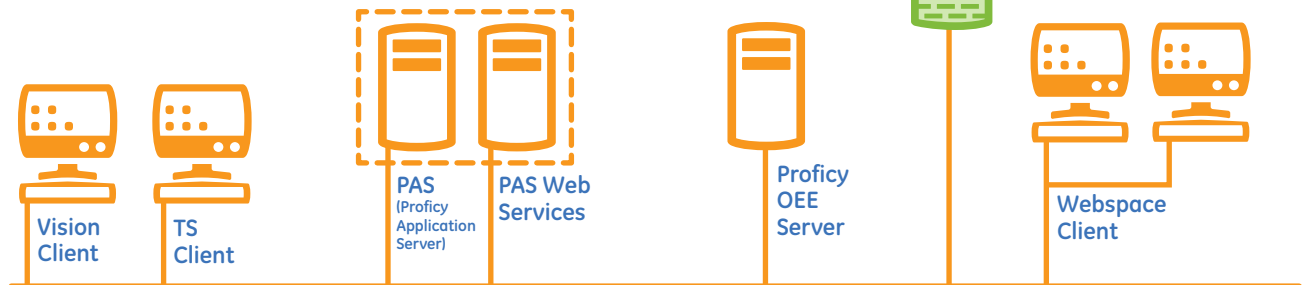 Vision
Client
TS
Client
PAS
(Proficy
Application
Server)
PAS Web
Services
Proficy
OEE
Server
Webspace
Client